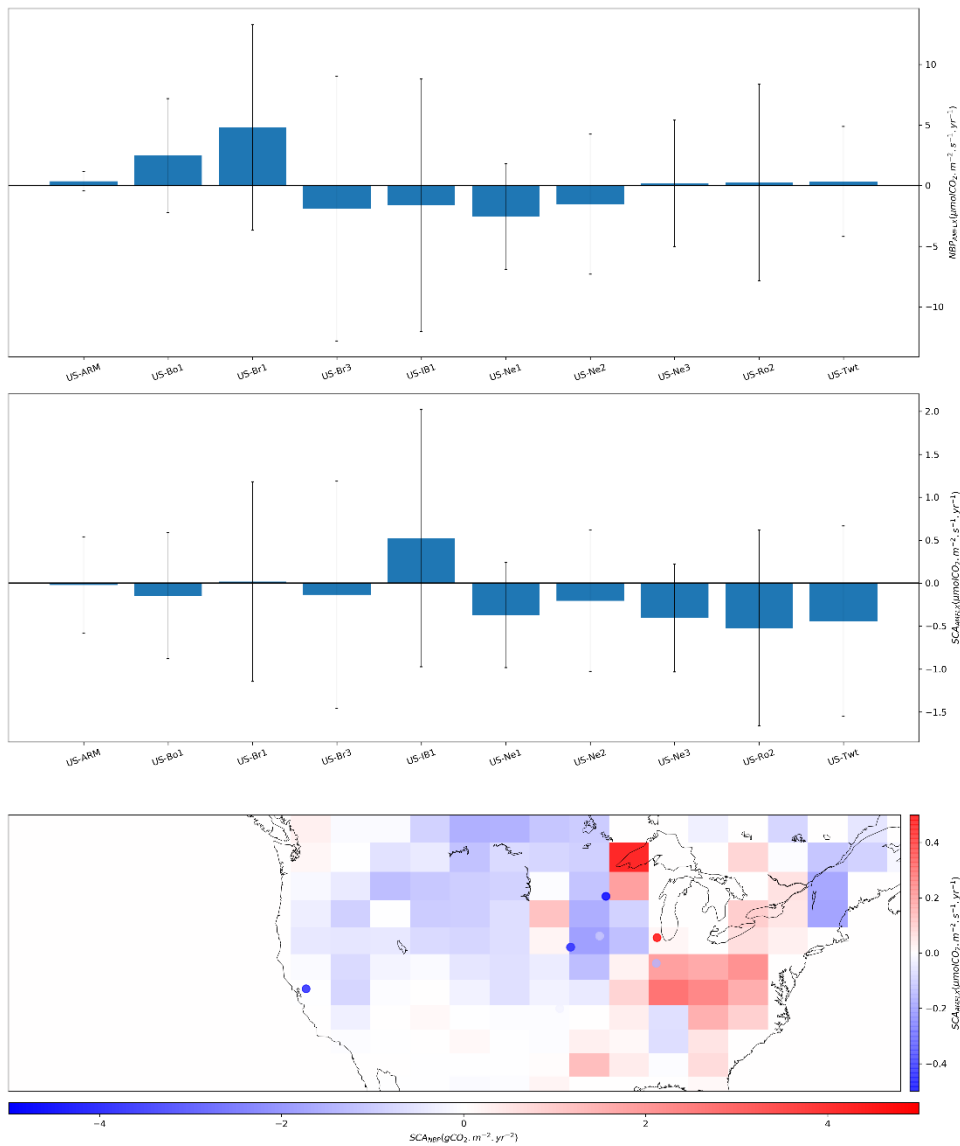 10
5
0
−5
−10
NBP_AMFLX(μmolCO₂.m⁻².s⁻¹.yr⁻¹)
US-ARM US-Bo1 US-Br1 US-Br3 US-IB1 US-Ne1 US-Ne2 US-Ne3 US-Ro2 US-Twt
2.0
1.5
1.0
0.5
0.0
−0.5
−1.0
−1.5
SCA_AMFLX(μmolCO₂.m⁻².s⁻¹.yr⁻¹)
US-ARM US-Bo1 US-Br1 US-Br3 US-IB1 US-Ne1 US-Ne2 US-Ne3 US-Ro2 US-Twt
0.4
0.2
0.0
−0.2
−0.4
SCA_AMFLX(μmolCO₂.m⁻².s⁻¹.yr⁻¹)
−4 −2 0 2 4
SCA_NBP(gCO₂.m⁻².yr⁻²)